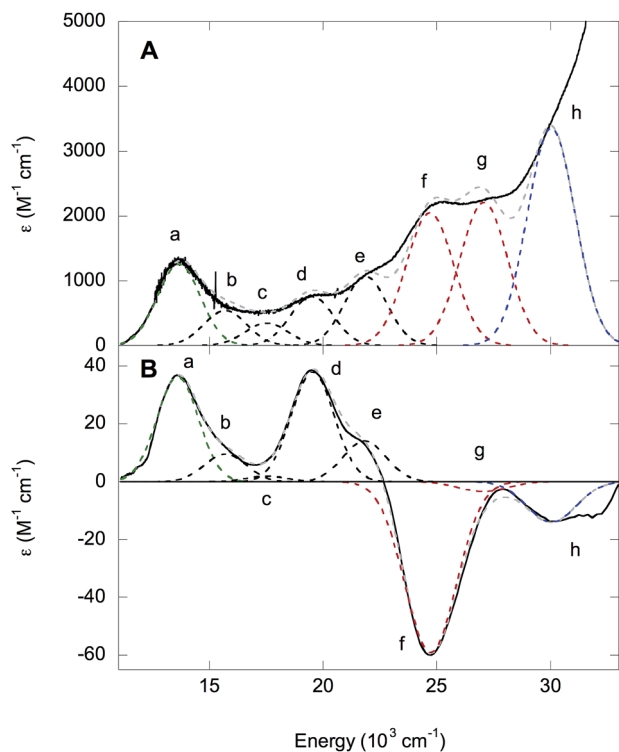 5000
A
4000
h
3000
ε (M⁻¹ cm⁻¹)
f
g
2000
a
e
1000
b
d
c
0
40
B
a
d
20
b
e
g
0
c
ε (M⁻¹ cm⁻¹)
-20
h
-40
f
-60
15 20 25 30
Energy (10³ cm⁻¹)